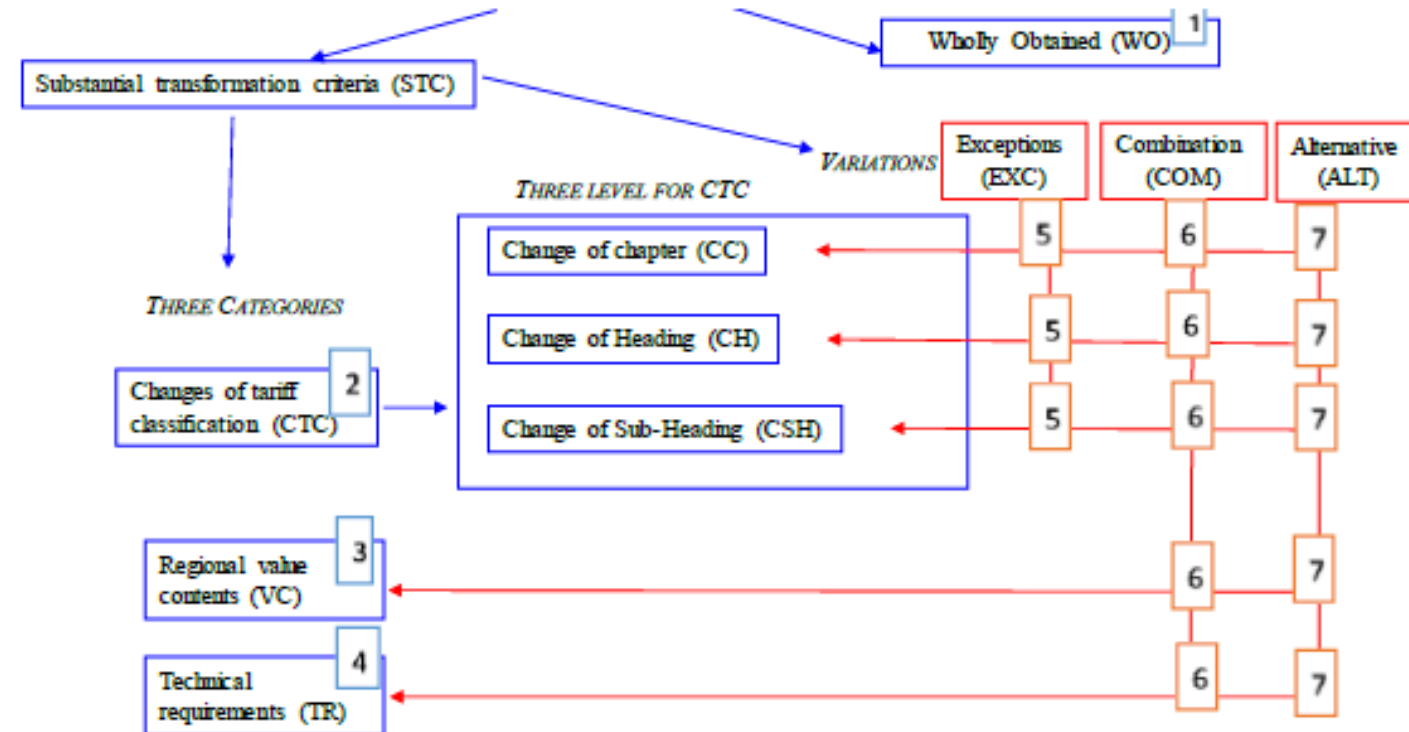 1
Wholly Obtained (WO)
Substantial transformation criteria (STC)
VARIATIONS
Exceptions
(EXC)
Combination
(COM)
Alternative
(ALT)
THREE LEVEL FOR CTC
Change of chapter (CC)
5
6
7
THREE CATEGORIES
Change of Heading (CH)
5
6
7
Changes of tariff
classification (CTC)
2
Change of Sub-Heading (CSH)
5
6
7
Regional value
contents (VC)
3
6
7
Technical
requirements (TR)
4
6
7